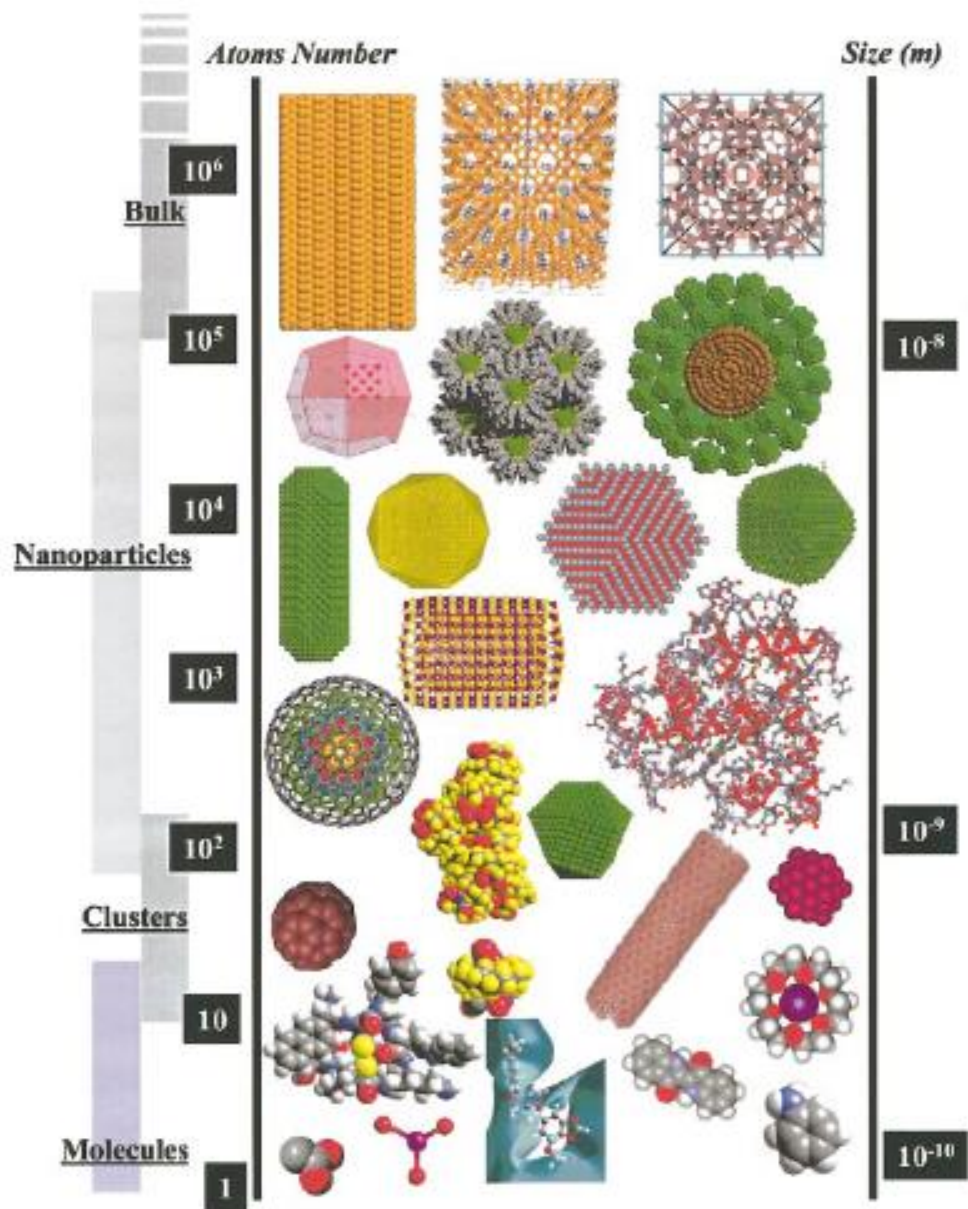 Atoms Number
Size (m)
10⁶
Bulk
10⁵
10⁻⁸
10⁴
Nanoparticles
10³
10²
10⁻⁹
Clusters
10
Molecules
10⁻¹⁰
1